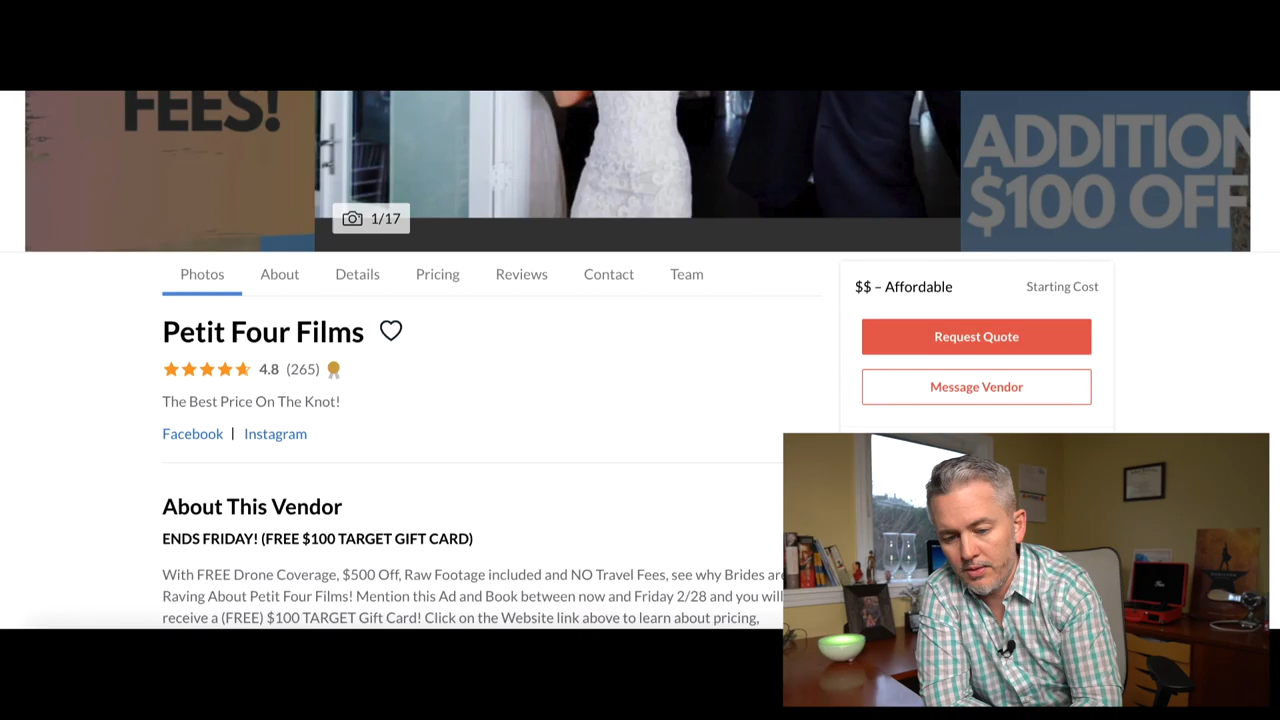 FEES!
ADDITION
$100 OFF
1/17
Photos About Details Pricing Reviews Contact Team
$$ – Affordable Starting Cost
Request Quote
Petit Four Films
4.8 (265)
Message Vendor
The Best Price On The Knot!
Facebook | Instagram
About This Vendor
ENDS FRIDAY! (FREE $100 TARGET GIFT CARD)
With FREE Drone Coverage, $500 Off, Raw Footage included and NO Travel Fees, see why Brides are
Raving About Petit Four Films! Mention this Ad and Book between now and Friday 2/28 and you will
receive a (FREE) $100 TARGET Gift Card! Click on the Website link above to learn about pricing,